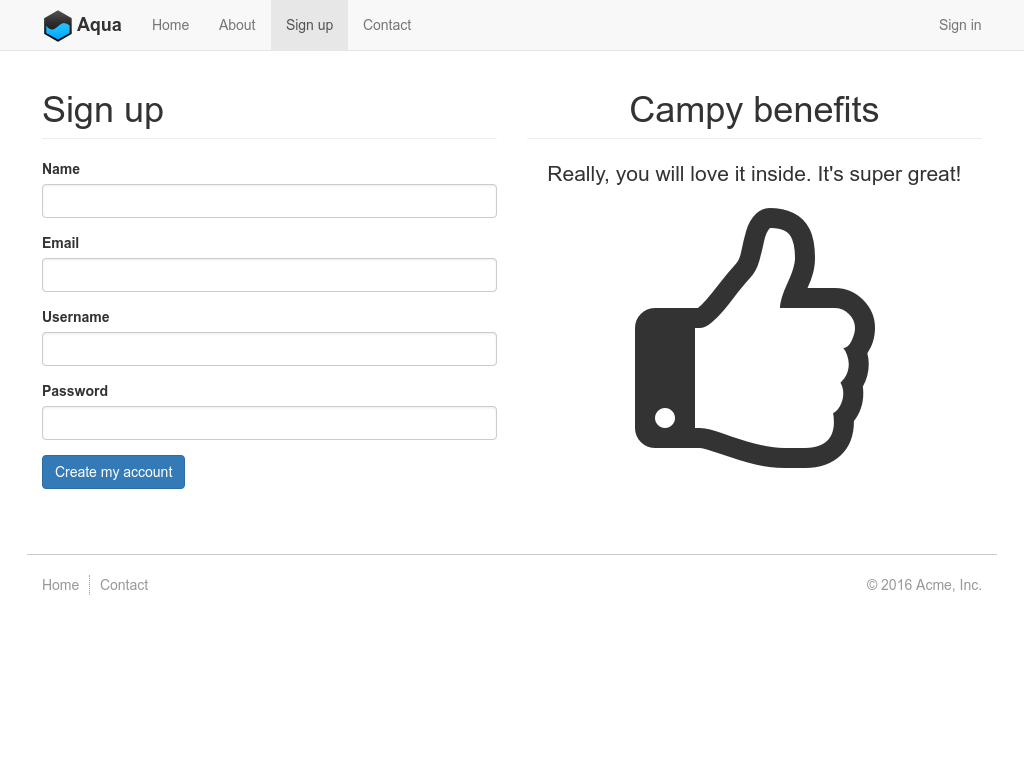 Aqua Home About Sign up Contact Sign in
Sign up
Name
Email
Username
Password
Create my account
Campy benefits
Really, you will love it inside. It's super great!
Home Contact © 2016 Acme, Inc.